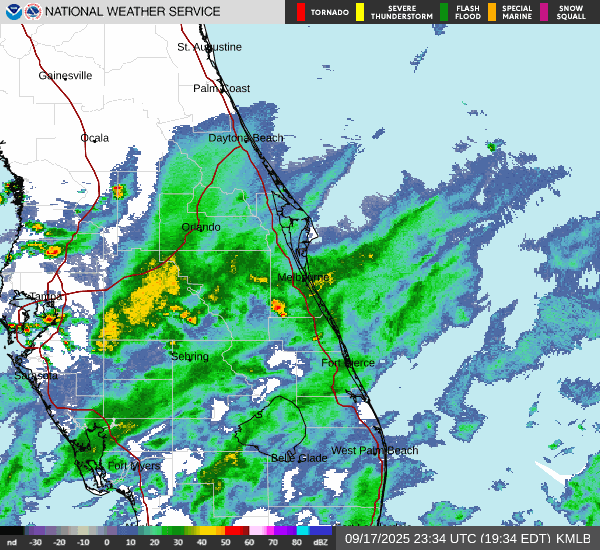 NATIONAL WEATHER SERVICE
TORNADO
SEVERE THUNDERSTORM
FLASH FLOOD
SPECIAL MARINE
SNOW SQUALL
St. Augustine
Gainesville
Palm Coast
Ocala
Daytona Beach
Orlando
Melbourne
Tampa
Sebring
Fort Pierce
Sarasota
West Palm Beach
Belle Glade
Fort Myers
nd -30 -20 -10 0 10 20 30 40 50 60 70 80 dBZ
09/17/2025 23:34 UTC (19:34 EDT) KMLB